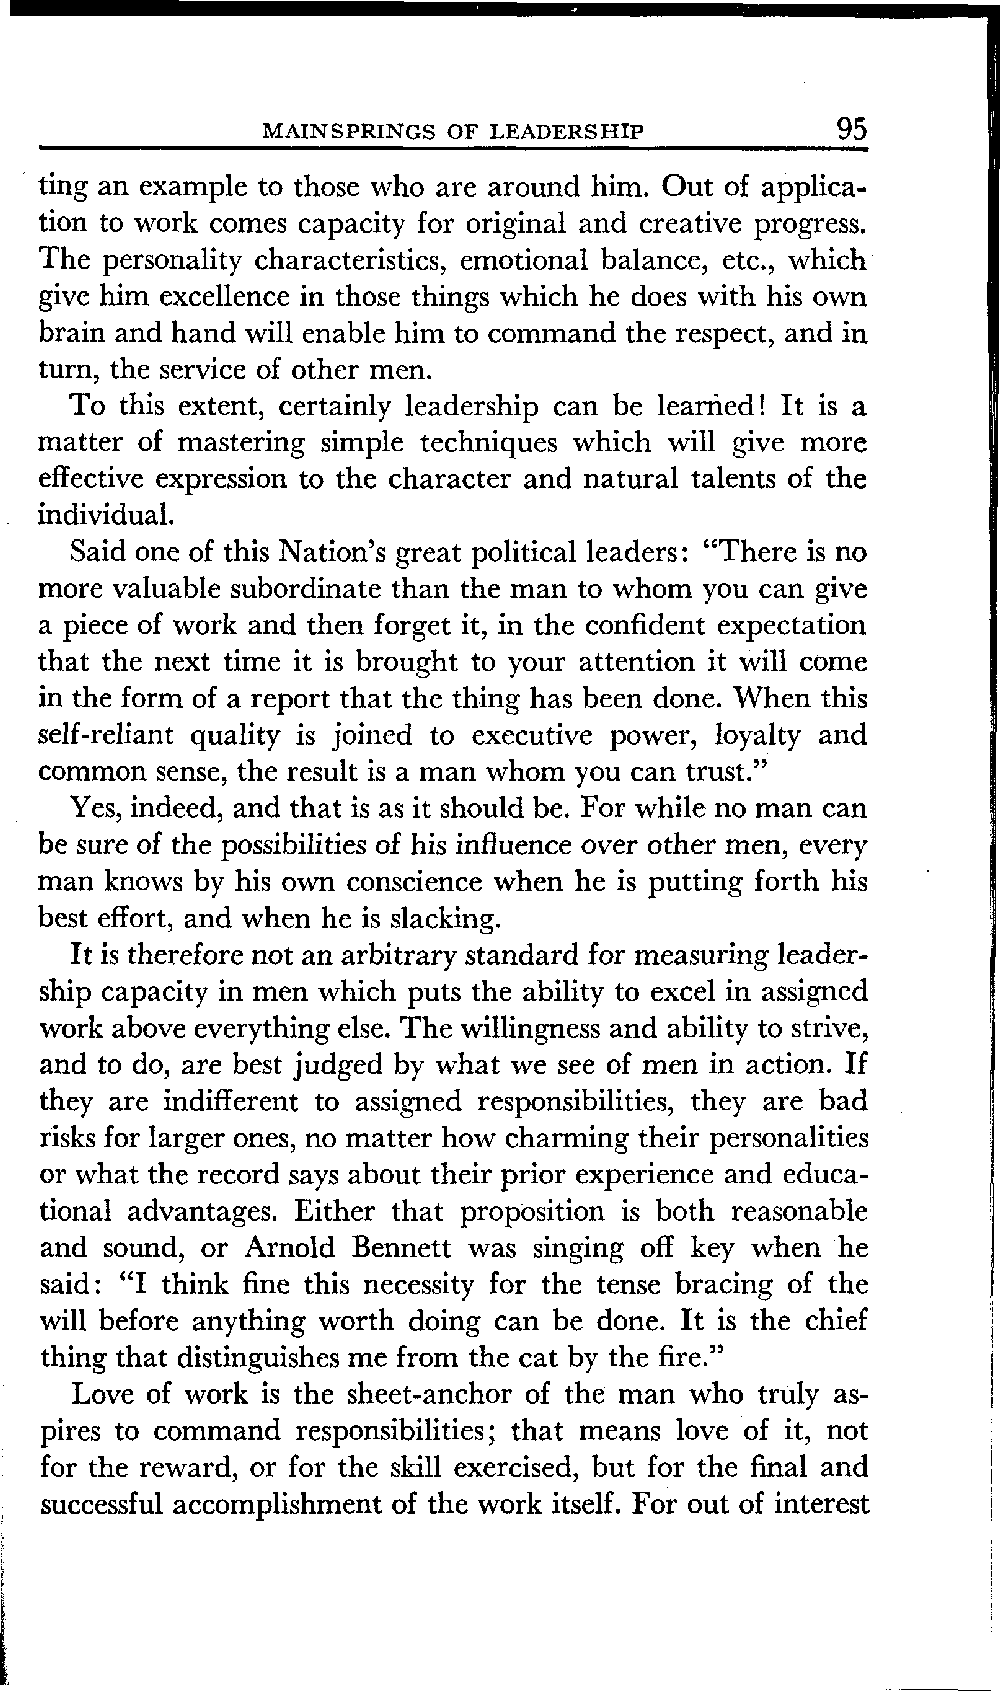 MAINSPRINGS OF LEADERSHIP 95
ting an example to those who are around him. Out of applica-
tion to work comes capacity for original and creative progress.
The personality characteristics, emotional balance, etc., which
give him excellence in those things which he does with his own
brain and hand will enable him to command the respect, and in
turn, the service of other men.
To this extent, certainly leadership can be learned! It is a
matter of mastering simple techniques which will give more
effective expression to the character and natural talents of the
individual.
Said one of this Nation's great political leaders: "There is no
more valuable subordinate than the man to whom you can give
a piece of work and then forget it, in the confident expectation
that the next time it is brought to your attention it will come
in the form of a report that the thing has been done. When this
self-reliant quality is joined to executive power, loyalty and
common sense, the result is a man whom you can trust."
Yes, indeed, and that is as it should be. For while no man can
be sure of the possibilities of his influence over other men, every
man knows by his own conscience when he is putting forth his
best effort, and when he is slacking.
It is therefore not an arbitrary standard for measuring leader-
ship capacity in men which puts the ability to excel in assigned
work above everything else. The willingness and ability to strive,
and to do, are best judged by what we see of men in action. If
they are indifferent to assigned responsibilities, they are bad
risks for larger ones, no matter how charming their personalities
or what the record says about their prior experience and educa-
tional advantages. Either that proposition is both reasonable
and sound, or Arnold Bennett was singing off key when he
said: "I think fine this necessity for the tense bracing of the
will before anything worth doing can be done. It is the chief
thing that distinguishes me from the cat by the fire."
Love of work is the sheet-anchor of the man who truly as-
pires to command responsibilities; that means love of it, not
for the reward, or for the skill exercised, but for the final and
successful accomplishment of the work itself. For out of interest